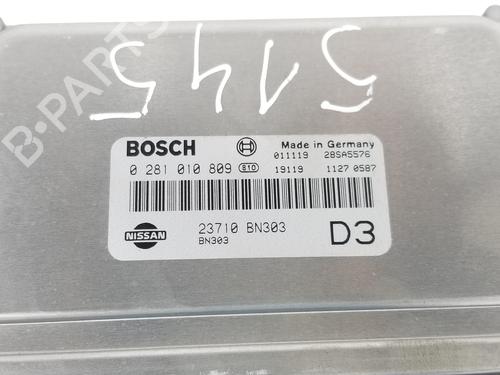 5145
BOSCH
Made in Germany
011119 28SA5576
0 281 010 809 S10
19119 1127 0587
NISSAN
23710 BN303
BN303
D3
B-PARTS